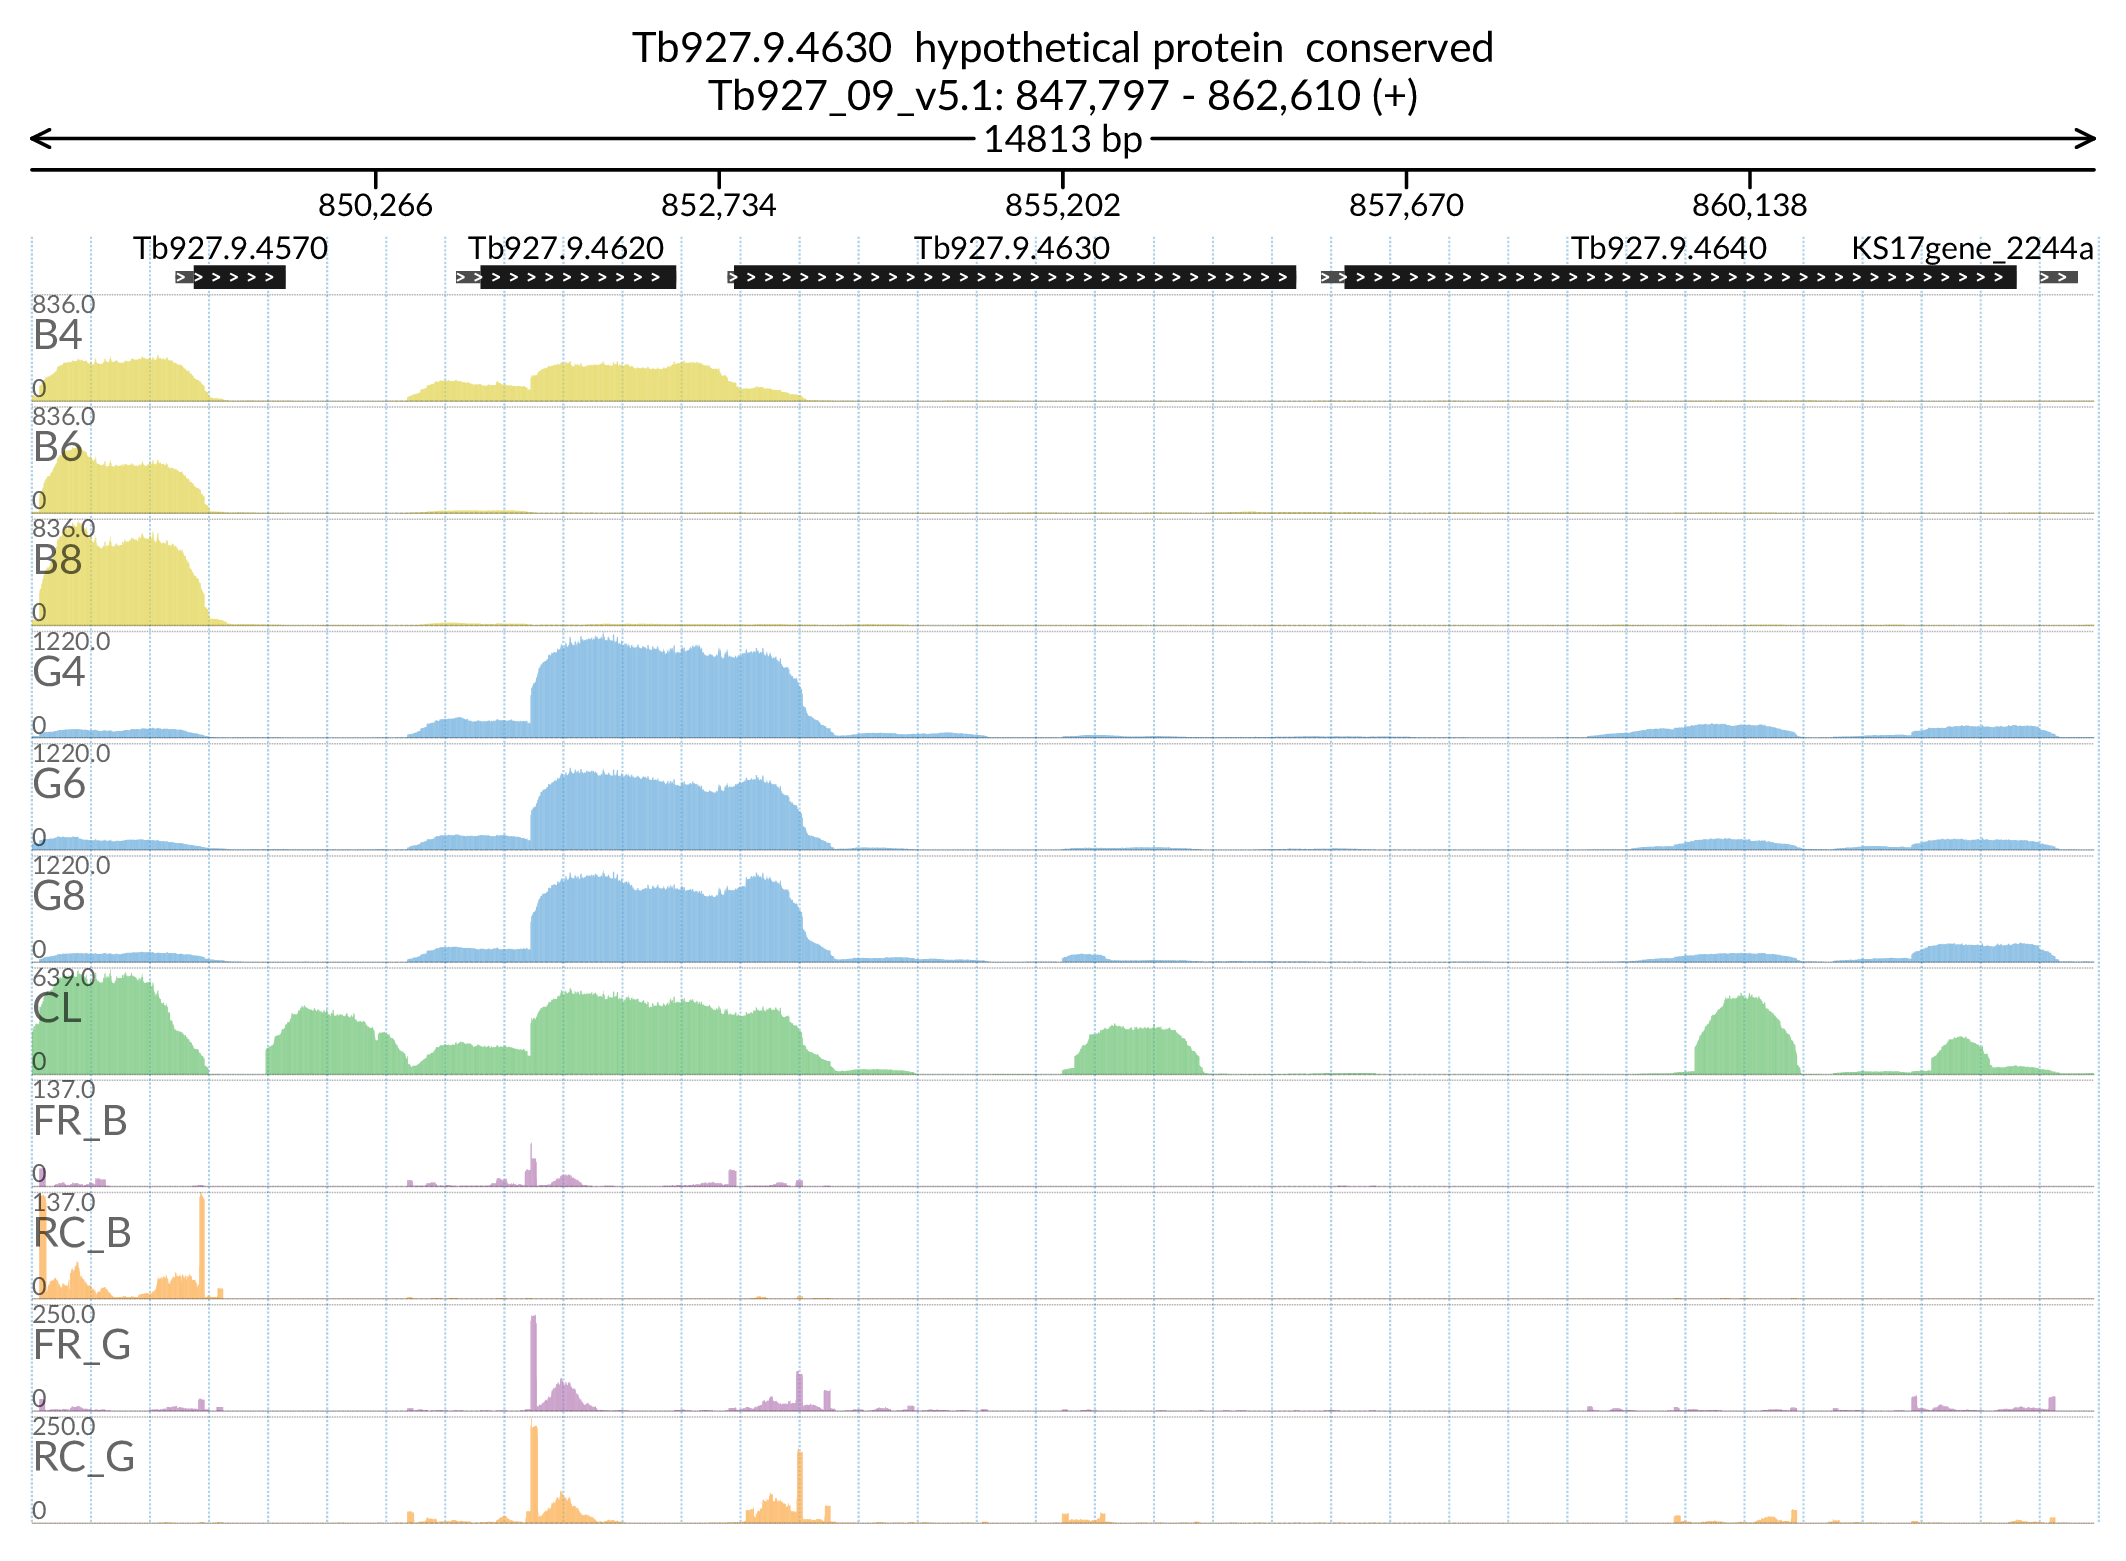 Tb927.9.4630  hypothetical protein  conserved
Tb927_09_v5.1: 847,797 - 862,610 (+)
14813 bp
850,266 852,734 855,202 857,670 860,138
Tb927.9.4570 Tb927.9.4620 Tb927.9.4630 Tb927.9.4640 KS17gene_2244a
836.0
B4
0
836.0
B6
0
836.0
B8
0
1220.0
G4
0
1220.0
G6
0
1220.0
G8
0
639.0
CL
0
137.0
FR_B
0
137.0
RC_B
0
250.0
FR_G
0
250.0
RC_G
0